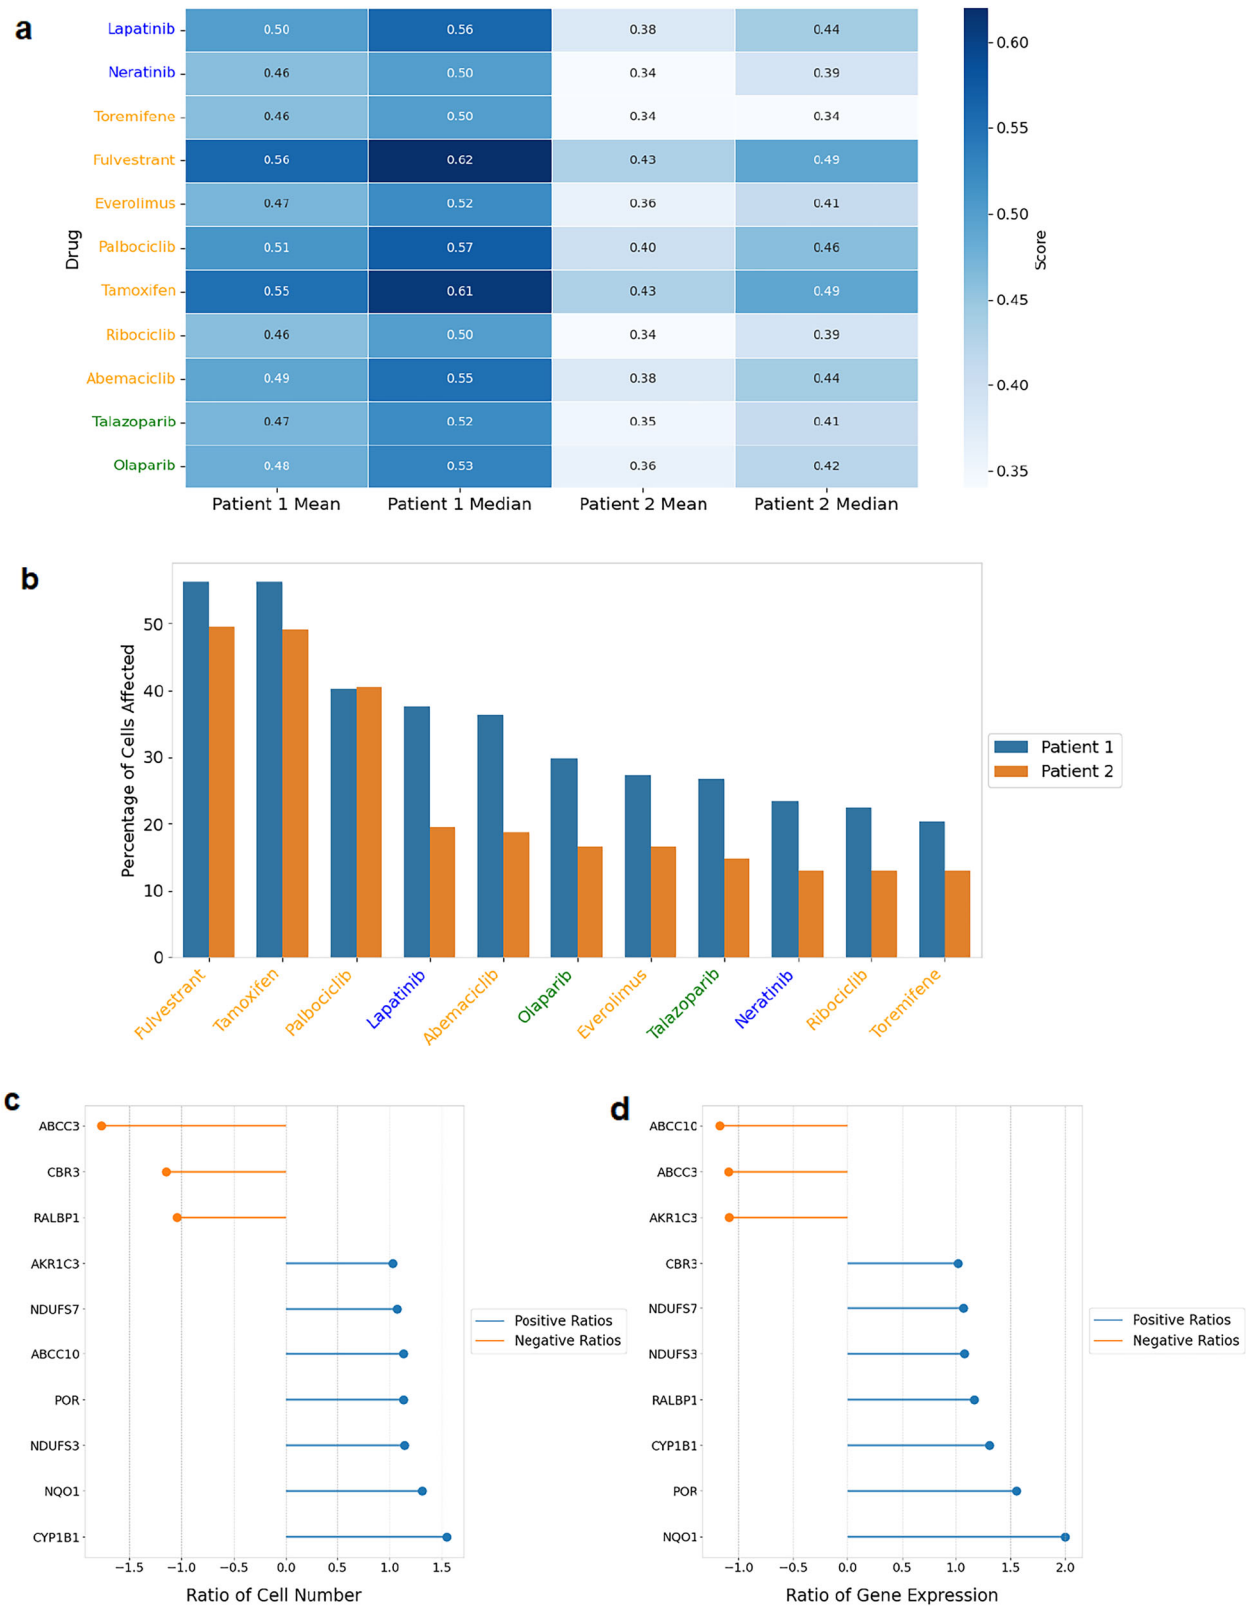 a
Lapatinib 0.50 0.56 0.38 0.44
Neratinib 0.46 0.50 0.34 0.39
Toremifene 0.46 0.50 0.34 0.34
Fulvestrant 0.56 0.62 0.43 0.49
Everolimus 0.47 0.52 0.36 0.41
Palbociclib 0.51 0.57 0.40 0.46
Tamoxifen 0.55 0.61 0.43 0.49
Ribociclib 0.46 0.50 0.34 0.39
Abemaciclib 0.49 0.55 0.38 0.44
Talazoparib 0.47 0.52 0.35 0.41
Olaparib 0.48 0.53 0.36 0.42
Drug
Patient 1 Mean Patient 1 Median Patient 2 Mean Patient 2 Median
0.60
0.55
0.50
0.45
0.40
0.35
Score
b
Percentage of Cells Affected
50
40
30
20
10
0
Fulvestrant Tamoxifen Palbociclib Lapatinib Abemaciclib Olaparib Everolimus Talazoparib Neratinib Ribociclib Toremifene
Patient 1
Patient 2
c
ABCC3
CBR3
RALBP1
AKR1C3
NDUFS7
ABCC10
POR
NDUFS3
NQO1
CYP1B1
−1.5 −1.0 −0.5 0.0 0.5 1.0 1.5
Ratio of Cell Number
Positive Ratios
Negative Ratios
d
ABCC10
ABCC3
AKR1C3
CBR3
NDUFS7
NDUFS3
RALBP1
CYP1B1
POR
NQO1
−1.0 −0.5 0.0 0.5 1.0 1.5 2.0
Ratio of Gene Expression
Positive Ratios
Negative Ratios